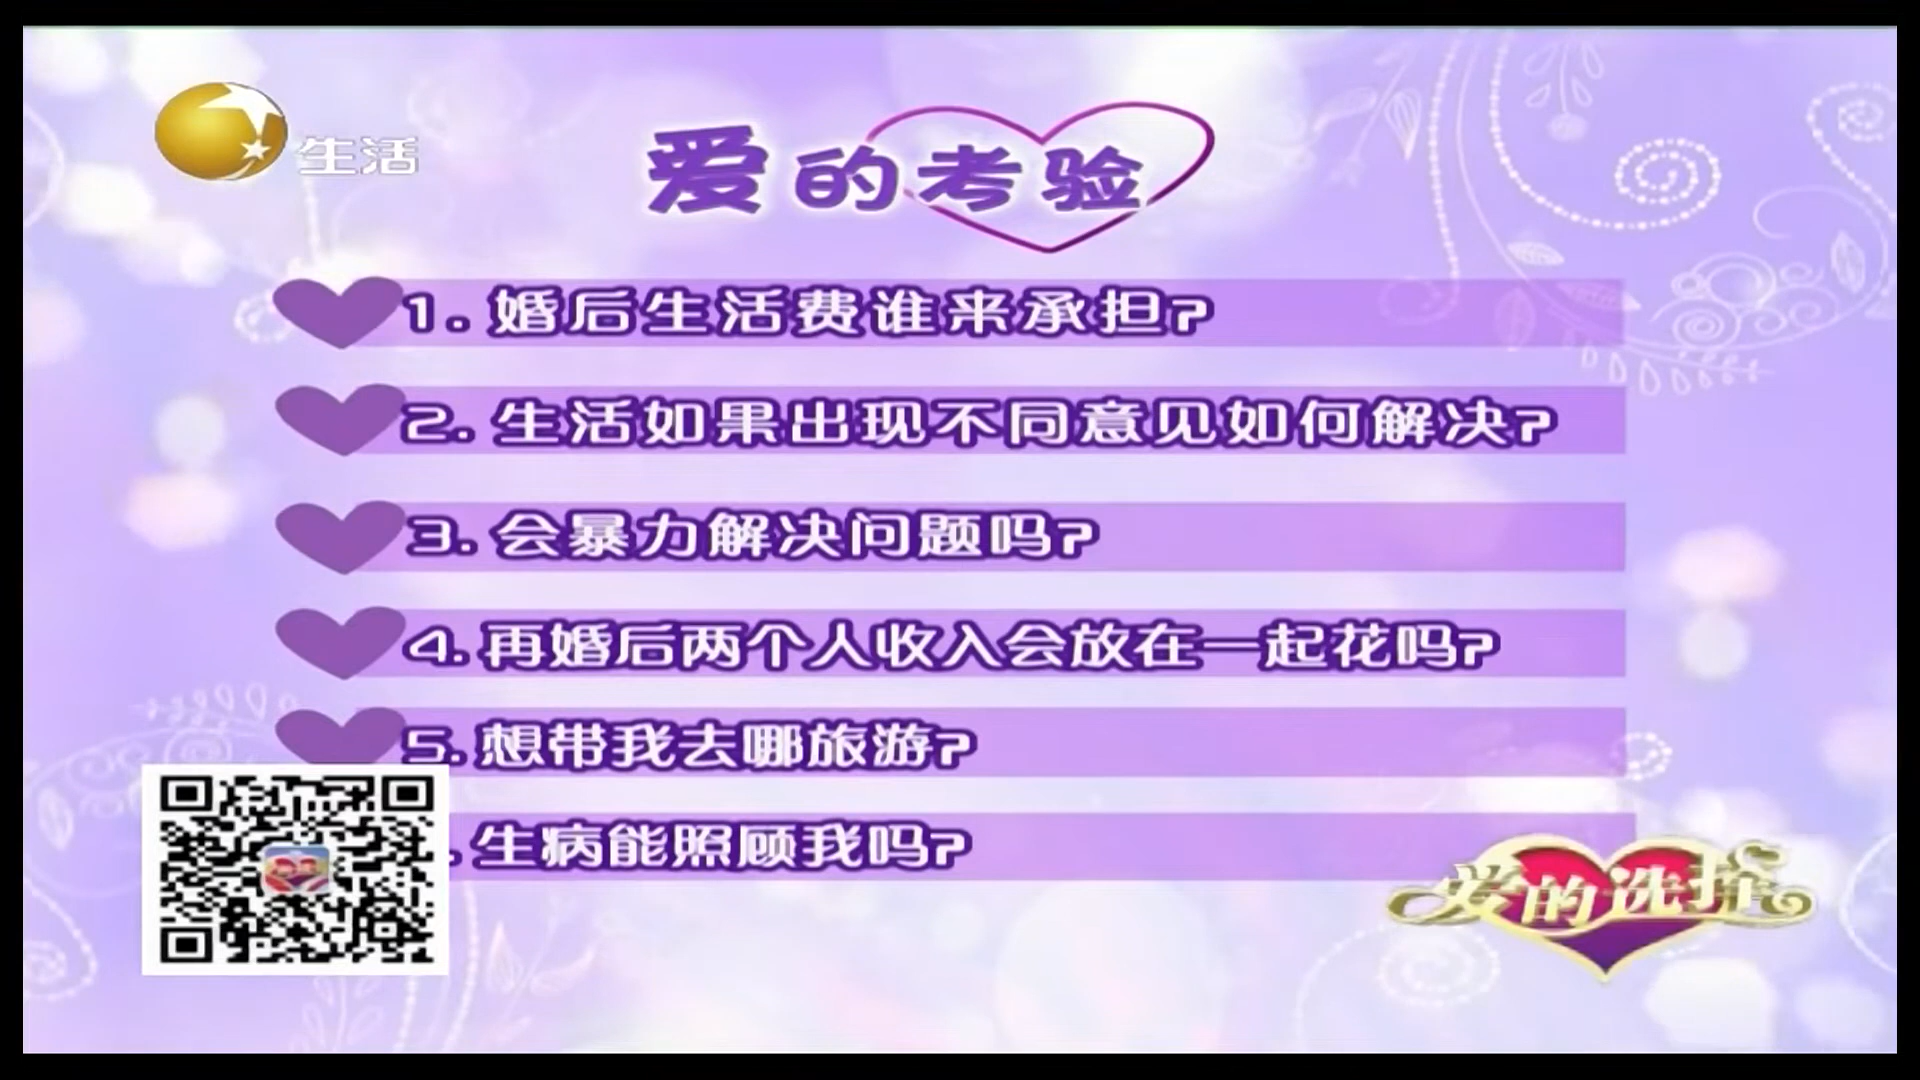 生活
爱的考验
1.婚后生活费谁来承担?
2.生活如果出现不同意见如何解决?
3.会暴力解决问题吗?
4.再婚后两个人收入会放在一起花吗?
5.想带我去哪旅游?
.生病能照顾我吗?
爱的选择